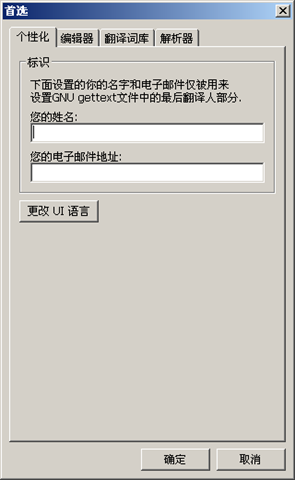 首选
个性化 编辑器 翻译词库 解析器
标识
下面设置的你的名字和电子邮件仅被用来
设置GNU gettext文件中的最后翻译人部分.
您的姓名:
您的电子邮件地址:
更改 UI 语言
确定 取消